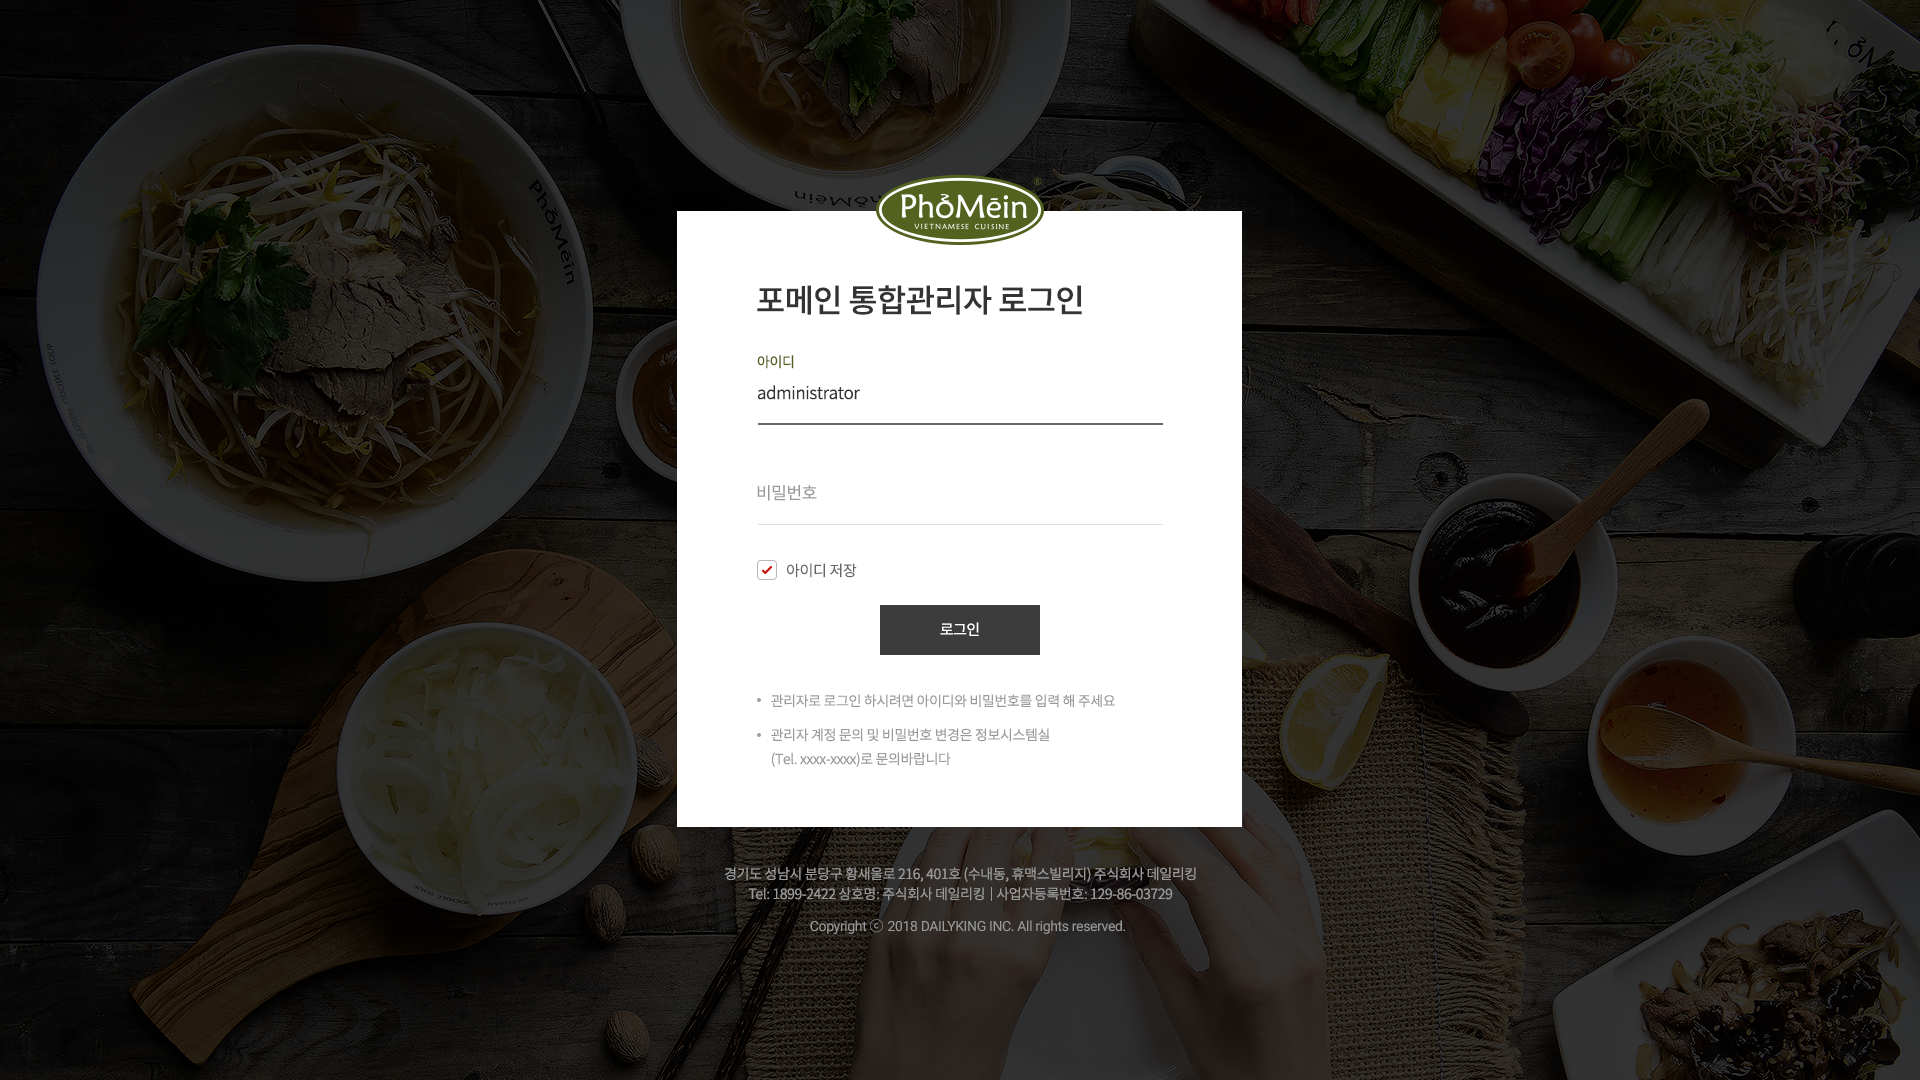 PhởMein
VIETNAMESE CUISINE
PhởMein
PhởMein
®
포메인 통합관리자 로그인
아이디
administrator
비밀번호
아이디 저장
로그인
• 관리자로 로그인 하시려면 아이디와 비밀번호를 입력 해 주세요
• 관리자 계정 문의 및 비밀번호 변경은 정보시스템실
(Tel. xxxx-xxxx)로 문의바랍니다
경기도 성남시 분당구 황새울로 216, 401호 (수내동, 휴맥스빌리지) 주식회사 데일리킹
Tel: 1899-2422 상호명: 주식회사 데일리킹 | 사업자등록번호: 129-86-03729
Copyright ⓒ 2018 DAILYKING INC. All rights reserved.